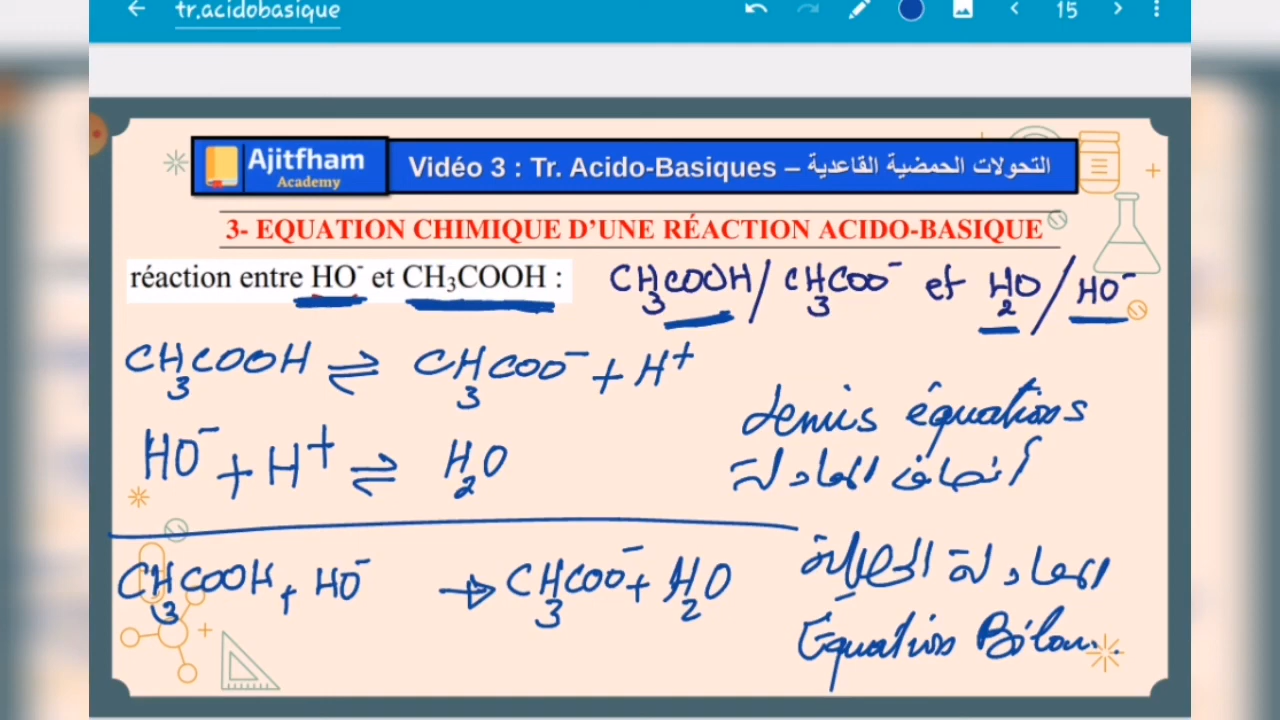 tr.acidobasique
15
Ajitfham
Academy
Vidéo 3 : Tr. Acido-Basiques – التحولات الحمضية القاعدية
3- EQUATION CHIMIQUE D’UNE RÉACTION ACIDO-BASIQUE
réaction entre HO⁻ et CH₃COOH : CH₃COOH/CH₃COO⁻ et H₂O/HO⁻
CH₃COOH ⇌ CH₃COO⁻ + H⁺
demis équations
HO⁻ + H⁺ ⇌ H₂O
أنصاف المعادلة
CH₃COOH + HO⁻ → CH₃COO⁻ + H₂O
المعادلة الحصيلة
Equation Bilan..